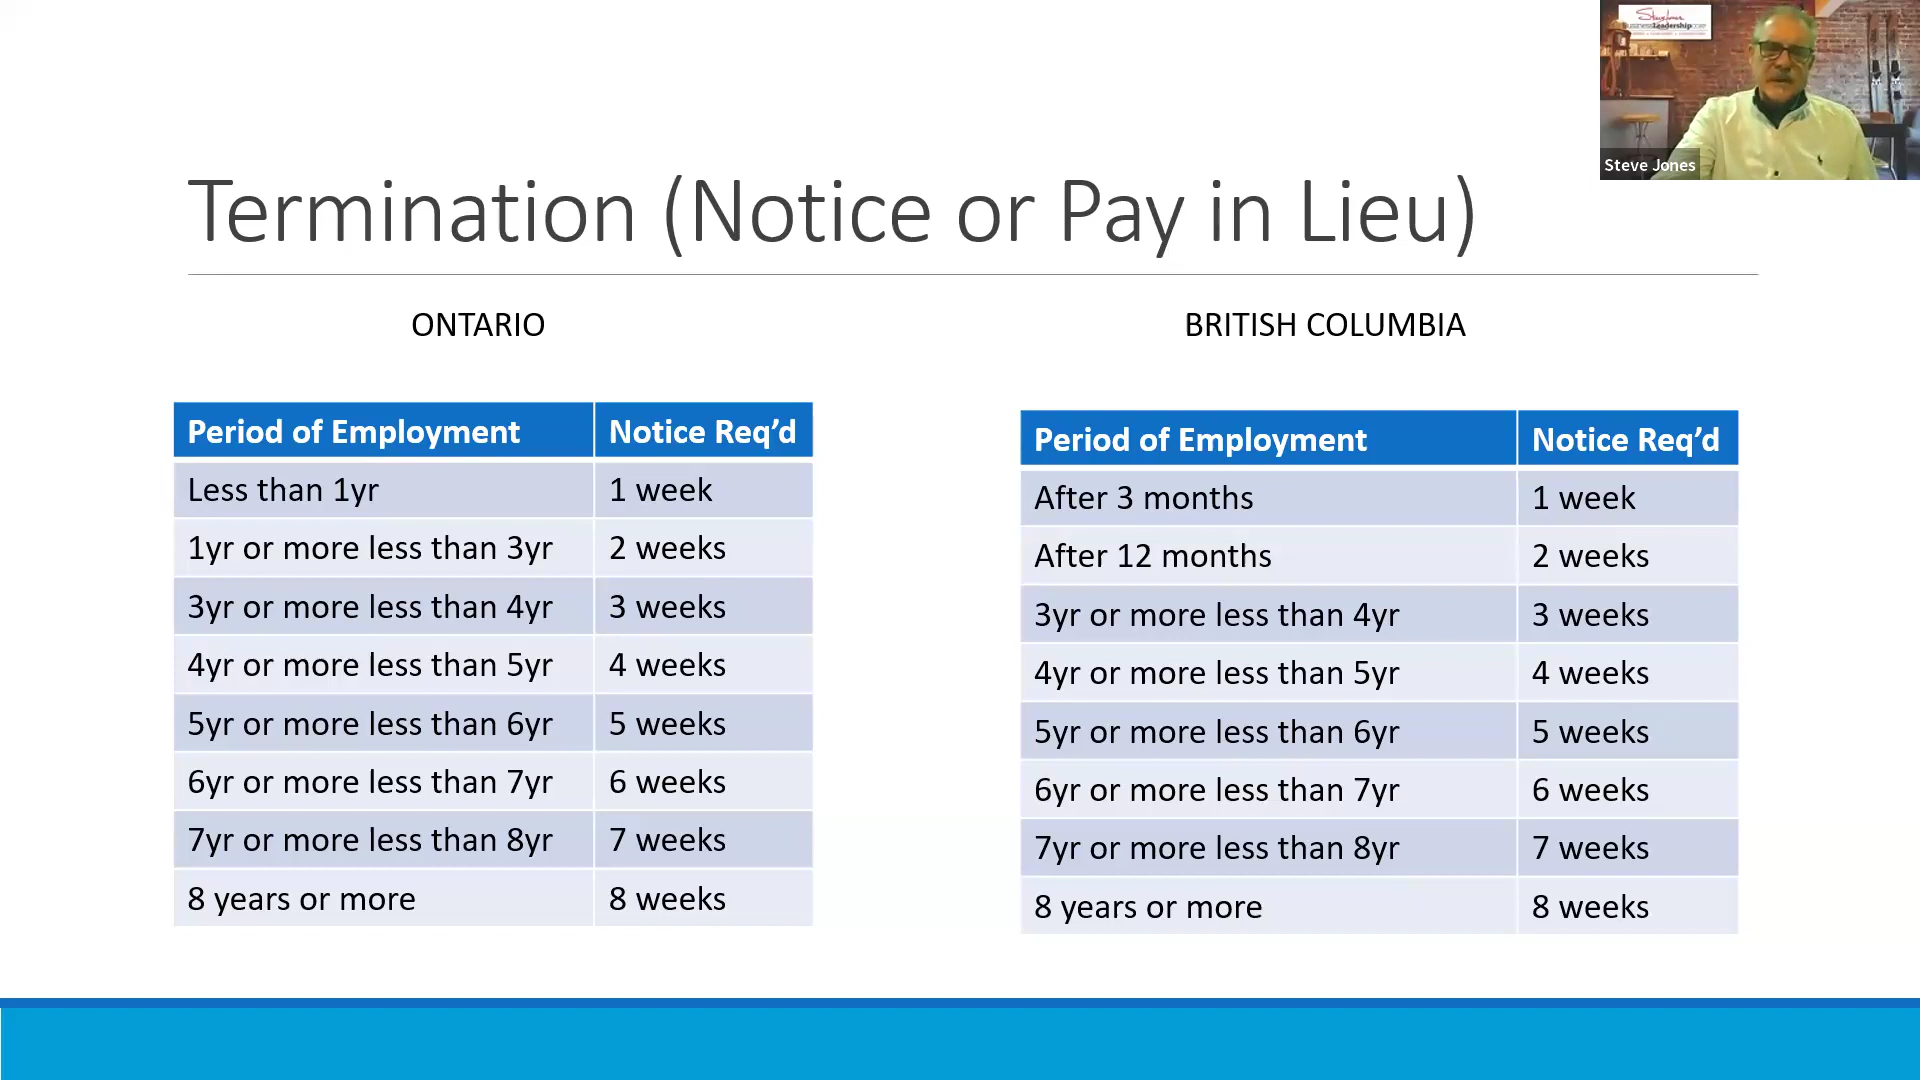 Steve Jones
Termination (Notice or Pay in Lieu)
ONTARIO
Period of Employment Notice Req’d
Less than 1yr 1 week
1yr or more less than 3yr 2 weeks
3yr or more less than 4yr 3 weeks
4yr or more less than 5yr 4 weeks
5yr or more less than 6yr 5 weeks
6yr or more less than 7yr 6 weeks
7yr or more less than 8yr 7 weeks
8 years or more 8 weeks
BRITISH COLUMBIA
Period of Employment Notice Req’d
After 3 months 1 week
After 12 months 2 weeks
3yr or more less than 4yr 3 weeks
4yr or more less than 5yr 4 weeks
5yr or more less than 6yr 5 weeks
6yr or more less than 7yr 6 weeks
7yr or more less than 8yr 7 weeks
8 years or more 8 weeks